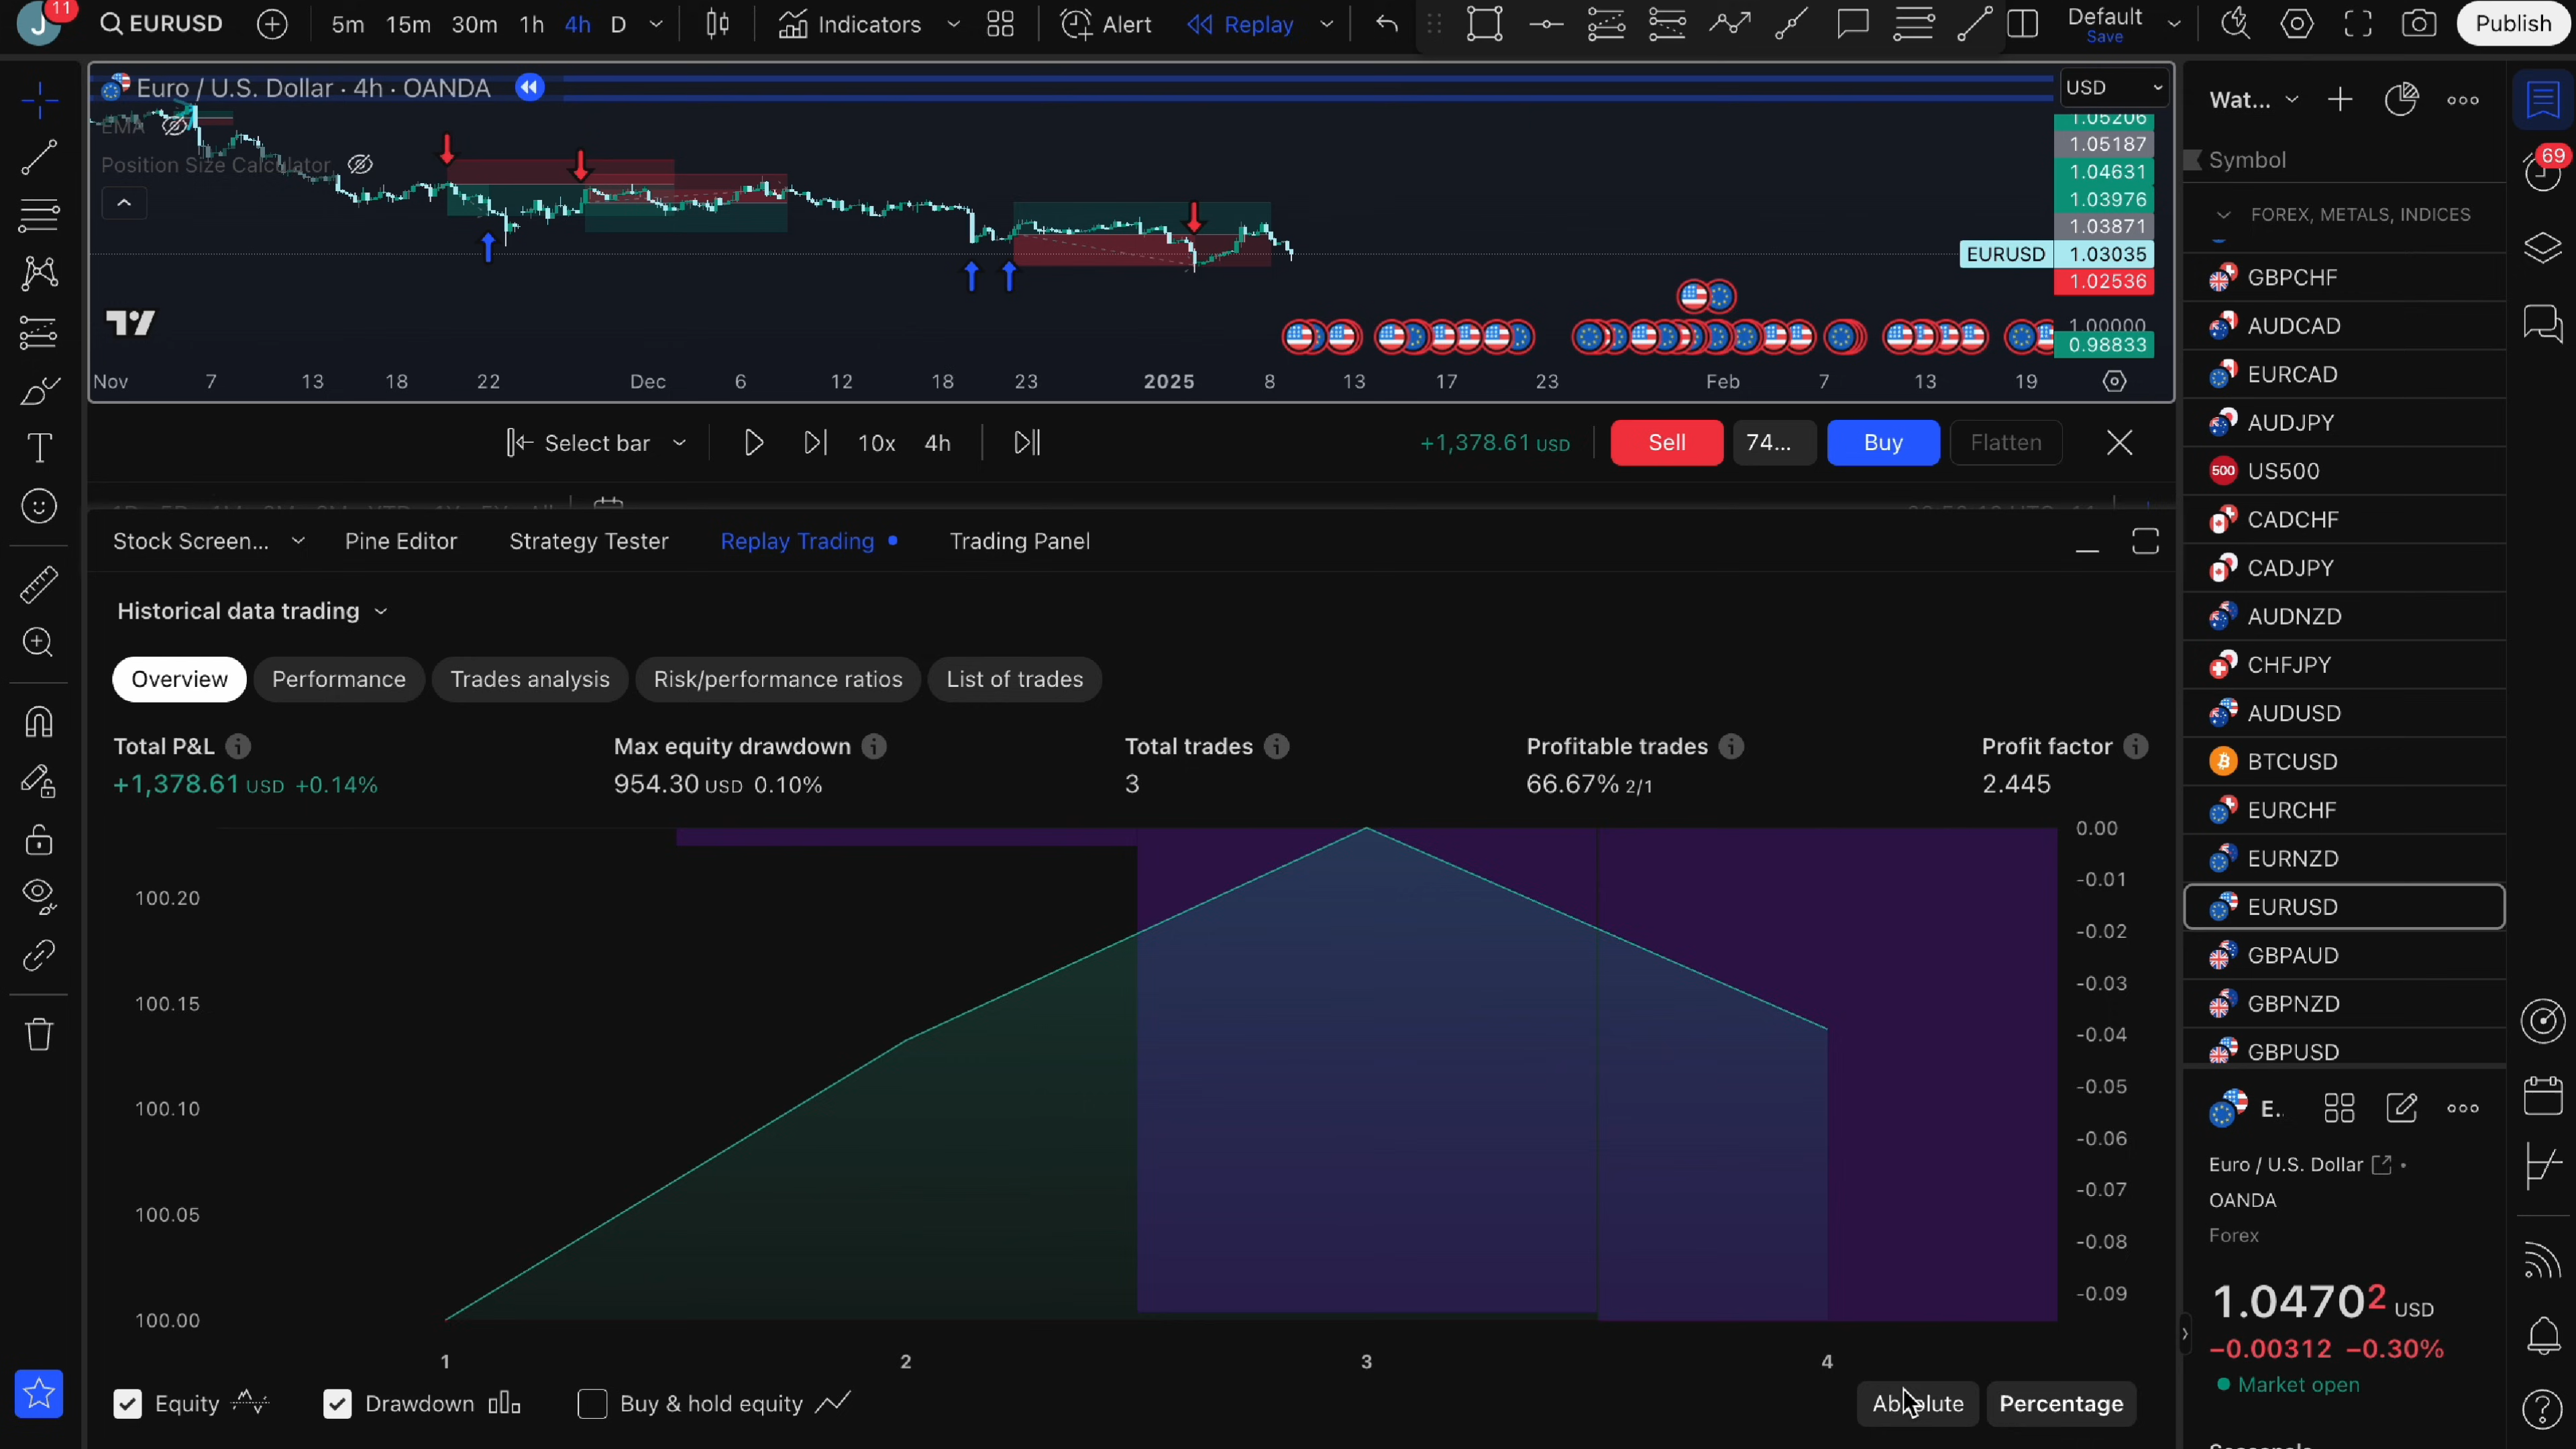 J 11 EURUSD 5m 15m 30m 1h 4h D Indicators Alert Replay Default Save Publish
Euro / U.S. Dollar · 4h · OANDA
EMA
Position Size Calculator
USD
1.05206
1.05187
1.04631
1.03976
1.03871
EURUSD 1.03035
1.02536
1.00000
0.98833
Nov 7 13 18 22 Dec 6 12 18 23 2025 8 13 17 23 Feb 7 13 19
Select bar 10x 4h +1,378.61 USD Sell 74... Buy Flatten
Stock Screen... Pine Editor Strategy Tester Replay Trading Trading Panel
Historical data trading
Overview Performance Trades analysis Risk/performance ratios List of trades
Total P&L Max equity drawdown Total trades Profitable trades Profit factor
+1,378.61 USD +0.14% 954.30 USD 0.10% 3 66.67% 2/1 2.445
100.20
100.15
100.10
100.05
100.00
0.00
-0.01
-0.02
-0.03
-0.04
-0.05
-0.06
-0.07
-0.08
-0.09
1 2 3 4
Equity Drawdown Buy & hold equity Absolute Percentage
Wat...
Symbol
FOREX, METALS, INDICES
GBPCHF
AUDCAD
EURCAD
AUDJPY
500 US500
CADCHF
CADJPY
AUDNZD
CHFJPY
AUDUSD
BTCUSD
EURCHF
EURNZD
EURUSD
GBPAUD
GBPNZD
GBPUSD
E.
Euro / U.S. Dollar
OANDA
Forex
1.04702 USD
−0.00312 −0.30%
Market open
69